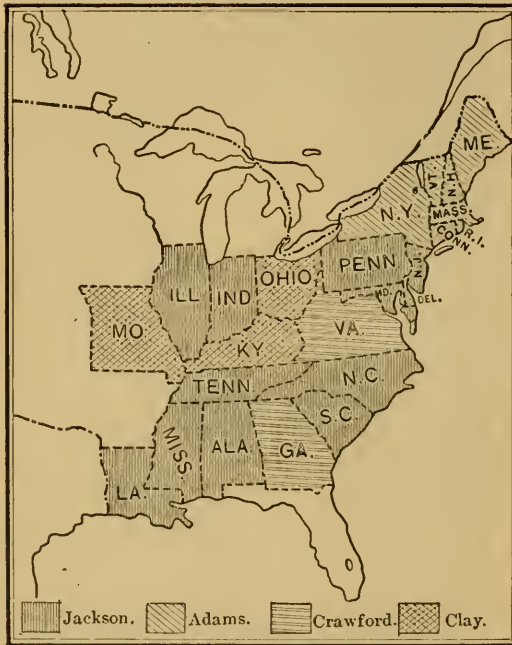 ME
VT.
N.H.
N.Y.
MASS.
CONN.
R.I.
PENN
N.J.
OHIO
ILL
IND
MD.
DEL.
MO
KY
VA.
TENN
N.C.
S.C.
MISS.
ALA.
GA.
LA.
Jackson. Adams. Crawford. Clay.